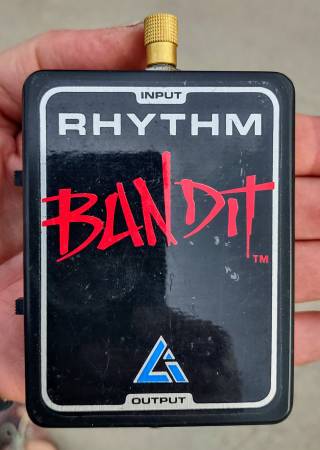 INPUT
RHYTHM
BANDIT
TM
OUTPUT